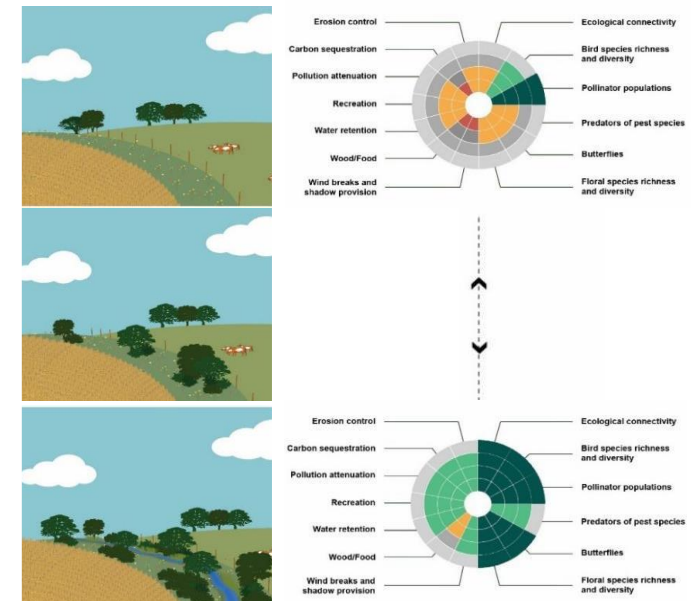 Erosion control
Carbon sequestration
Pollution attenuation
Recreation
Water retention
Wood/Food
Wind breaks and
shadow provision
Ecological connectivity
Bird species richness
and diversity
Pollinator populations
Predators of pest species
Butterflies
Floral species richness
and diversity
Erosion control
Carbon sequestration
Pollution attenuation
Recreation
Water retention
Wood/Food
Wind breaks and
shadow provision
Ecological connectivity
Bird species richness
and diversity
Pollinator populations
Predators of pest species
Butterflies
Floral species richness
and diversity